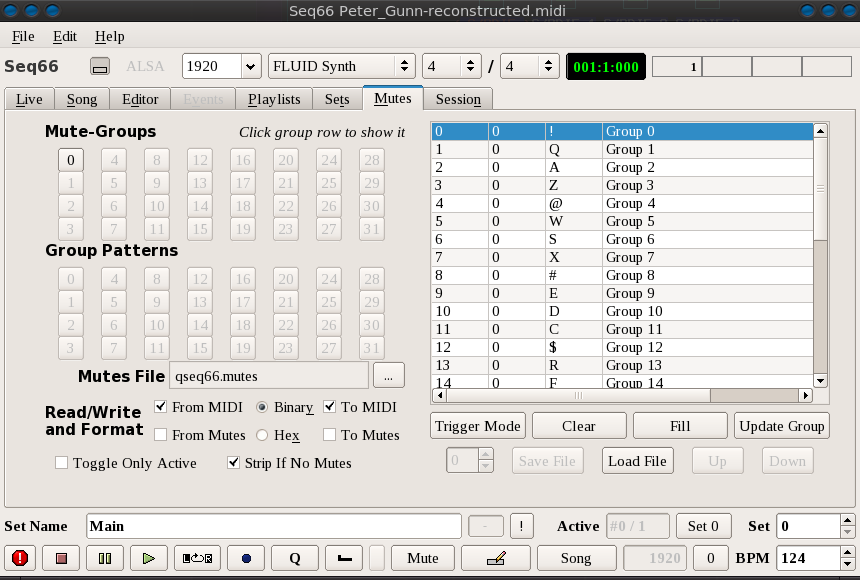 Seq66 Peter_Gunn-reconstructed.midi
File Edit Help
Seq66 ALSA 1920 FLUID Synth 4 / 4 001:1:000 1
Live Song Editor Events Playlists Sets Mutes Session
Mute-Groups Click group row to show it
0 4 8 12 16 20 24 28
1 5 9 13 17 21 25 29
2 6 10 14 18 22 26 30
3 7 11 15 19 23 27 31
Group Patterns
0 4 8 12 16 20 24 28
1 5 9 13 17 21 25 29
2 6 10 14 18 22 26 30
3 7 11 15 19 23 27 31
Mutes File qseq66.mutes ...
Read/Write and Format
From MIDI Binary To MIDI
From Mutes Hex To Mutes
Toggle Only Active Strip If No Mutes
0 0 ! Group 0
1 0 Q Group 1
2 0 A Group 2
3 0 Z Group 3
4 0 @ Group 4
5 0 W Group 5
6 0 S Group 6
7 0 X Group 7
8 0 # Group 8
9 0 E Group 9
10 0 D Group 10
11 0 C Group 11
12 0 $ Group 12
13 0 R Group 13
14 0 F Group 14
Trigger Mode Clear Fill Update Group
0 Save File Load File Up Down
Set Name Main - ! Active #0 / 1 Set 0 Set 0
Q Mute Song 1920 0 BPM 124